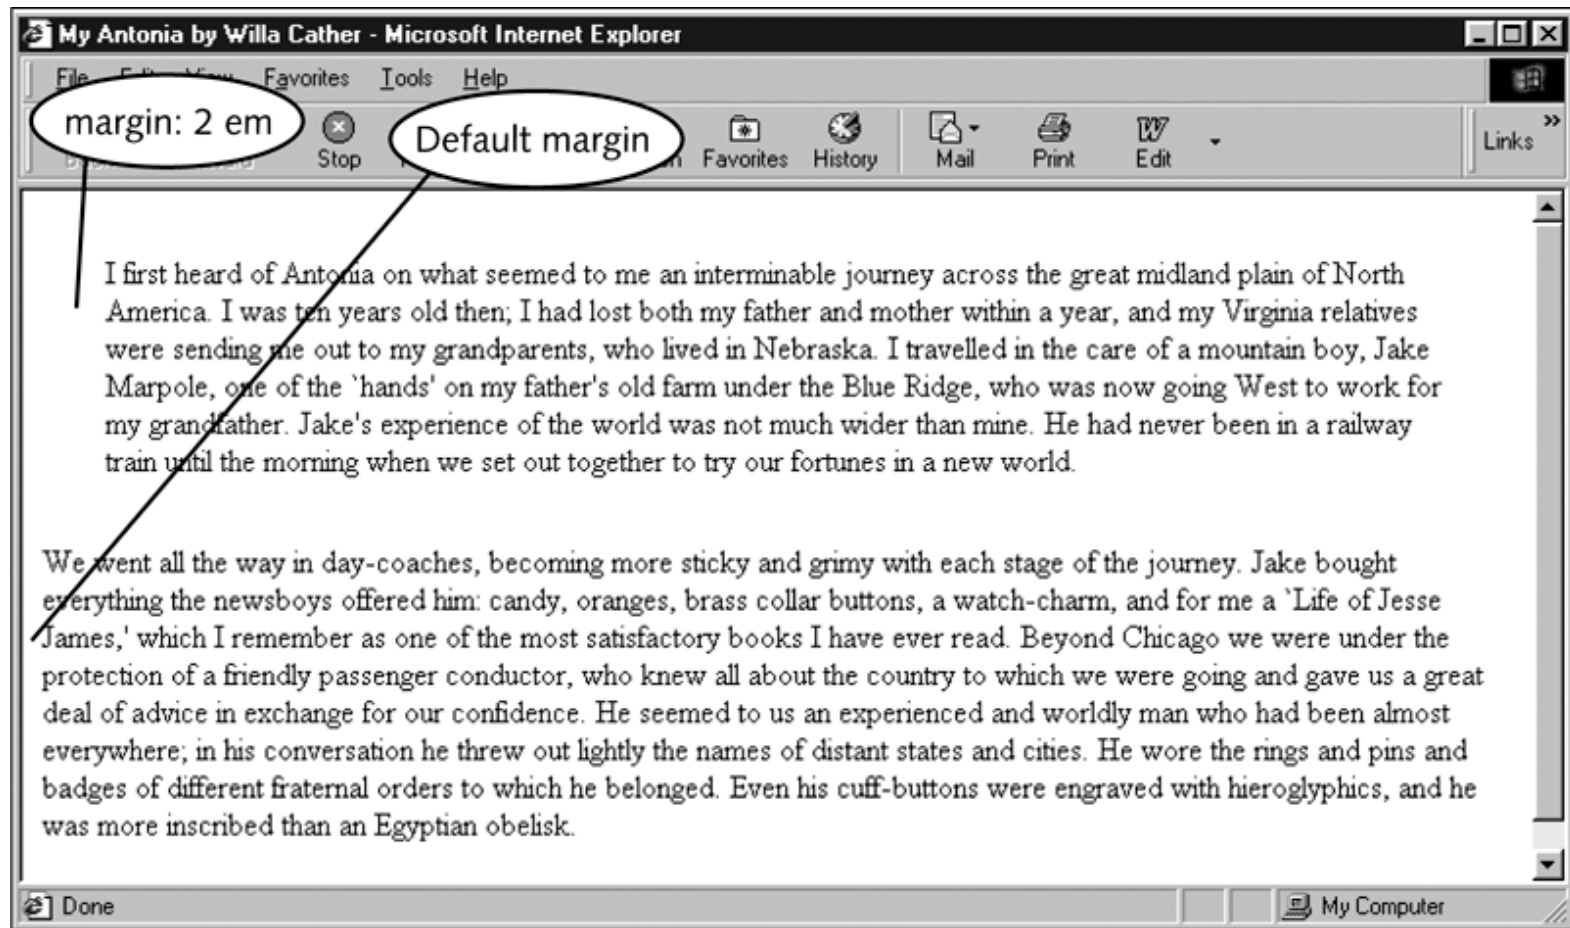 My Antonia by Willa Cather - Microsoft Internet Explorer
File Edit View Favorites Tools Help
margin: 2 em
Default margin
Stop Favorites History Mail Print Edit Links »
I first heard of Antonia on what seemed to me an interminable journey across the great midland plain of North
America. I was ten years old then; I had lost both my father and mother within a year, and my Virginia relatives
were sending me out to my grandparents, who lived in Nebraska. I travelled in the care of a mountain boy, Jake
Marpole, one of the `hands' on my father's old farm under the Blue Ridge, who was now going West to work for
my grandfather. Jake's experience of the world was not much wider than mine. He had never been in a railway
train until the morning when we set out together to try our fortunes in a new world.
We went all the way in day-coaches, becoming more sticky and grimy with each stage of the journey. Jake bought
everything the newsboys offered him: candy, oranges, brass collar buttons, a watch-charm, and for me a `Life of Jesse
James,' which I remember as one of the most satisfactory books I have ever read. Beyond Chicago we were under the
protection of a friendly passenger conductor, who knew all about the country to which we were going and gave us a great
deal of advice in exchange for our confidence. He seemed to us an experienced and worldly man who had been almost
everywhere; in his conversation he threw out lightly the names of distant states and cities. He wore the rings and pins and
badges of different fraternal orders to which he belonged. Even his cuff-buttons were engraved with hieroglyphics, and he
was more inscribed than an Egyptian obelisk.
Done My Computer